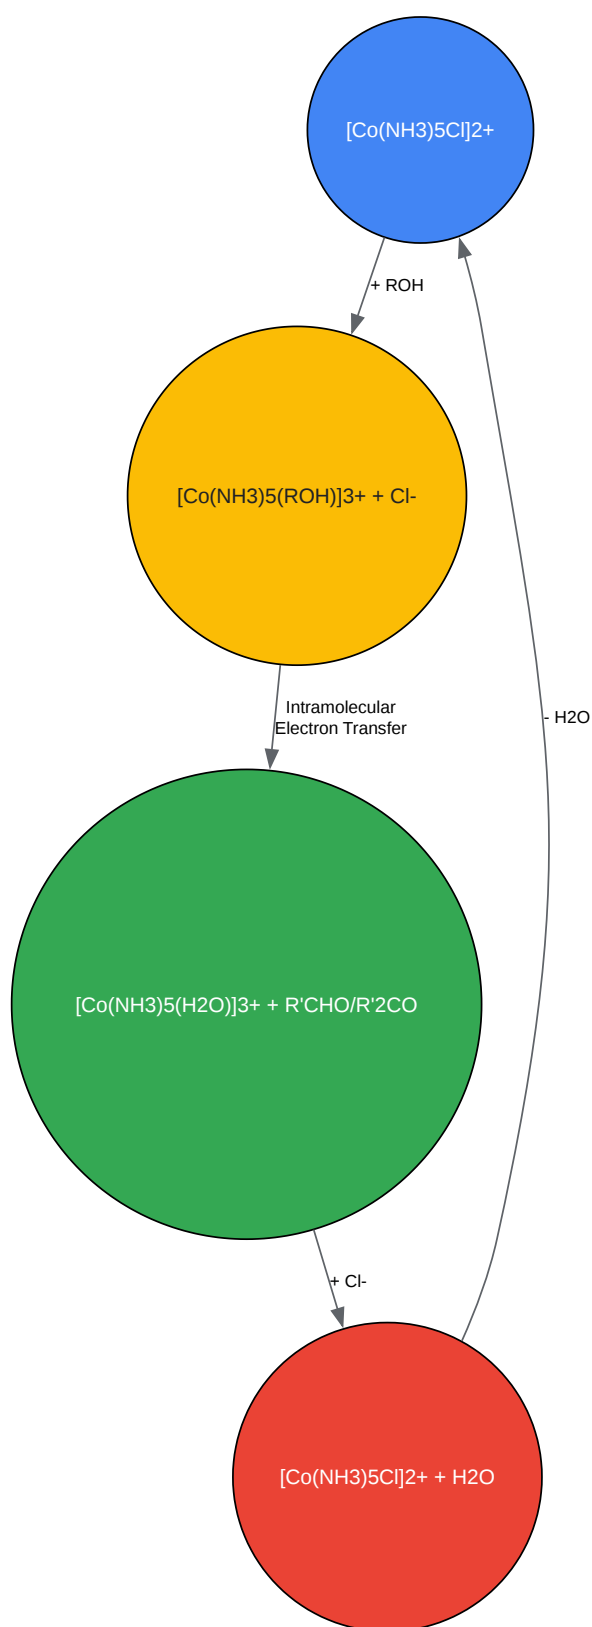 [Co(NH3)5Cl]2+
+ ROH
[Co(NH3)5(ROH)]3+ + Cl-
Intramolecular
Electron Transfer
- H2O
[Co(NH3)5(H2O)]3+ + R'CHO/R'2CO
+ Cl-
[Co(NH3)5Cl]2+ + H2O